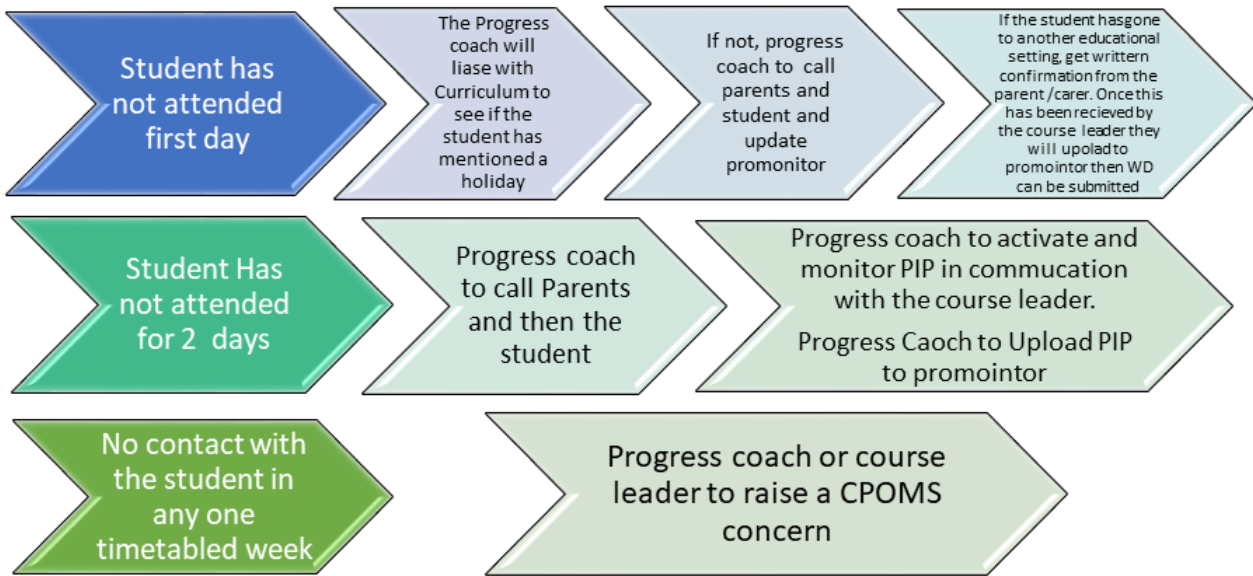 Student has
not attended
first day
The Progress
coach will
liase with
Curriculum to
see if the
student has
mentioned a
holiday
If not, progress
coach to call
parents and
student and
update
promonitor
If the student hasgone
to another educational
setting, get writtern
confirmation from the
parent /carer. Once this
has been recieved by
the course leader they
will upolad to
promointor then WD
can be submitted
Student Has
not attended
for 2 days
Progress coach
to call Parents
and then the
student
Progress coach to activate and
monitor PIP in commucation
with the course leader.
Progress Caoch to Upload PIP
to promointor
No contact with
the student in
any one
timetabled week
Progress coach or course
leader to raise a CPOMS
concern